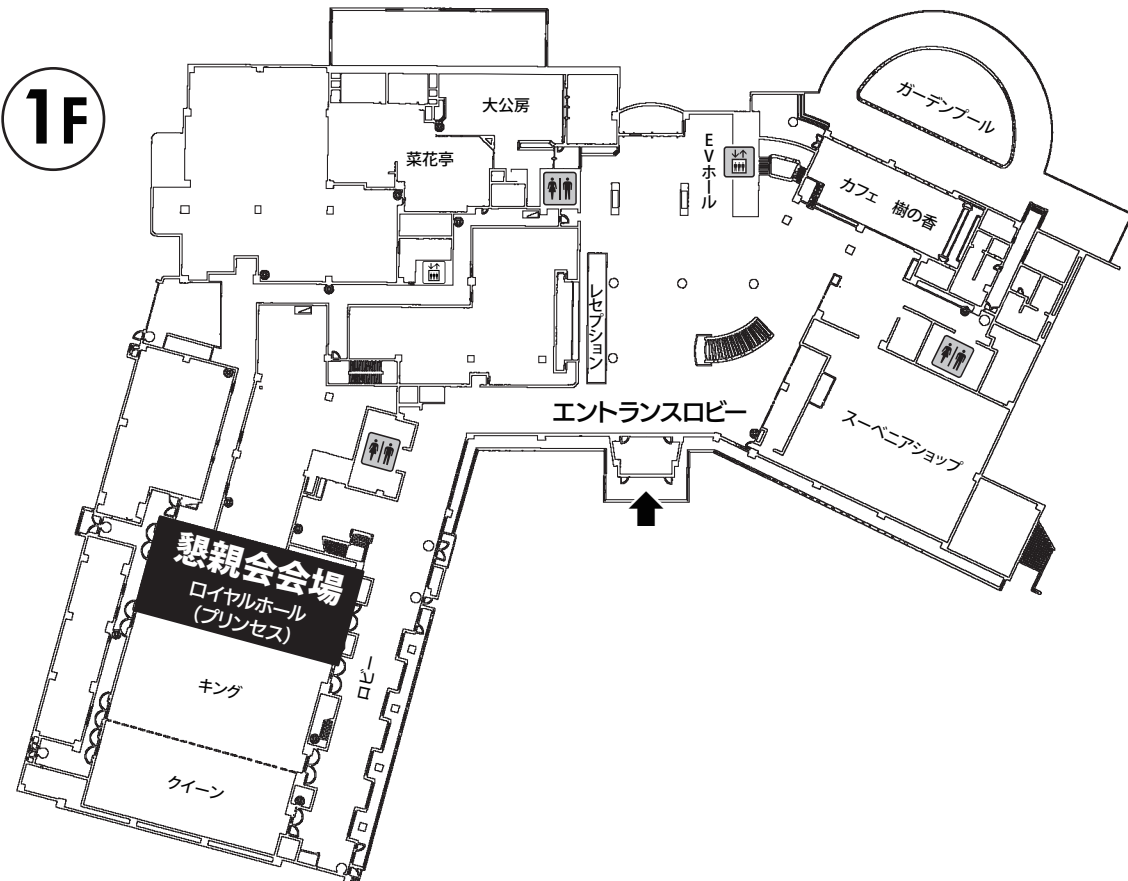 1F
大公房
菜花亭
EVホール
ガーデンプール
カフェ 樹の香
レセプション
エントランスロビー
スーベニアショップ
懇親会会場
ロイヤルホール
(プリンセス)
キング
ロビー
クイーン